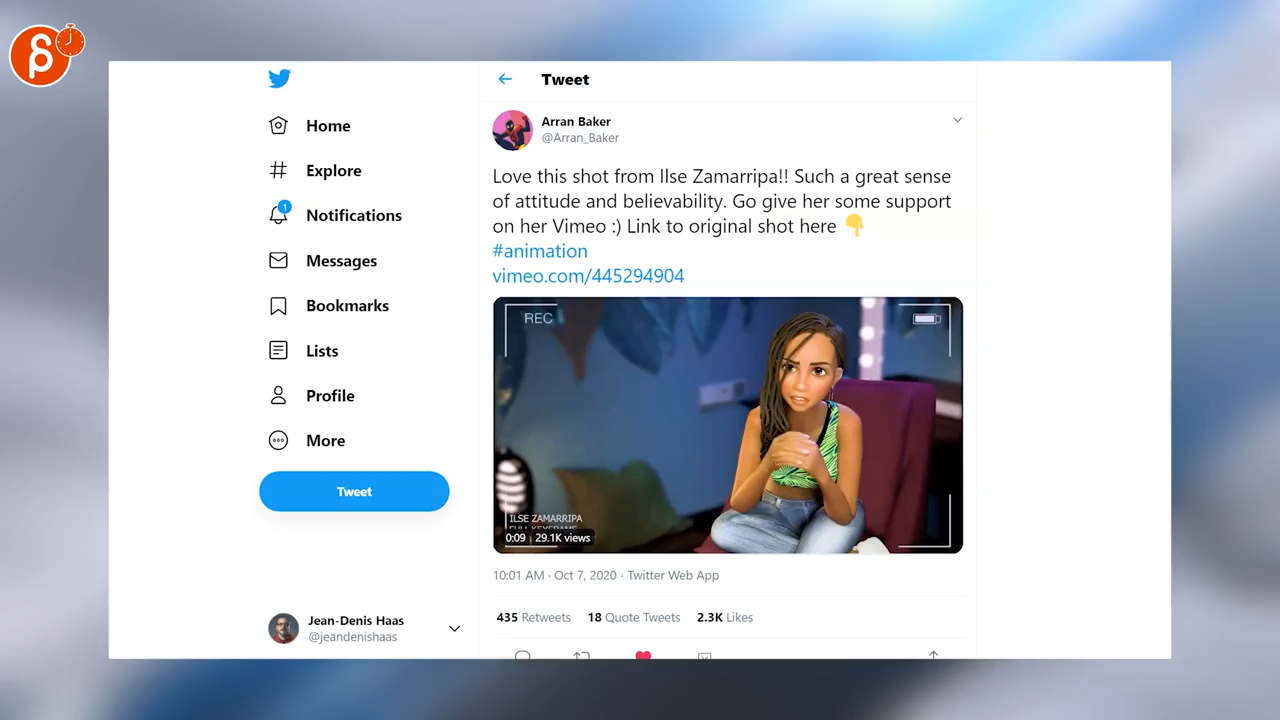 Tweet
Arran Baker
@Arran_Baker
Home
Explore
1
Notifications
Messages
Bookmarks
Lists
Profile
More
Tweet
Love this shot from Ilse Zamarripa!! Such a great sense
of attitude and believability. Go give her some support
on her Vimeo :) Link to original shot here 👇
#animation
vimeo.com/445294904
REC
ILSE ZAMARRIPA
FULL KEYFRAME
0:09 29.1K views
10:01 AM · Oct 7, 2020 · Twitter Web App
435 Retweets 18 Quote Tweets 2.3K Likes
Jean-Denis Haas
@jeandenishaas